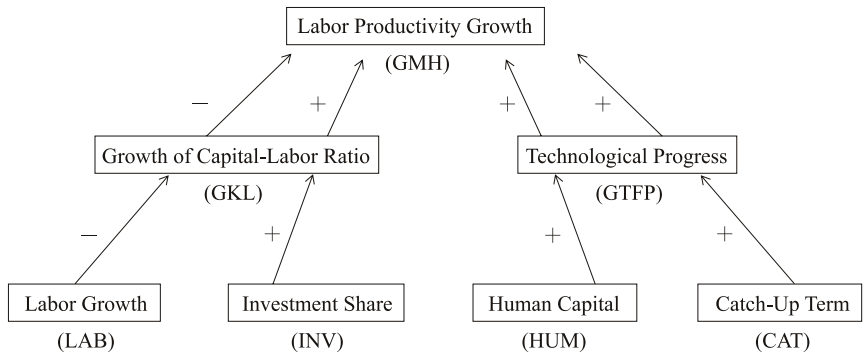 Labor Productivity Growth
(GMH)
− + + +
Growth of Capital-Labor Ratio Technological Progress
(GKL) (GTFP)
− + + +
Labor Growth Investment Share Human Capital Catch-Up Term
(LAB) (INV) (HUM) (CAT)